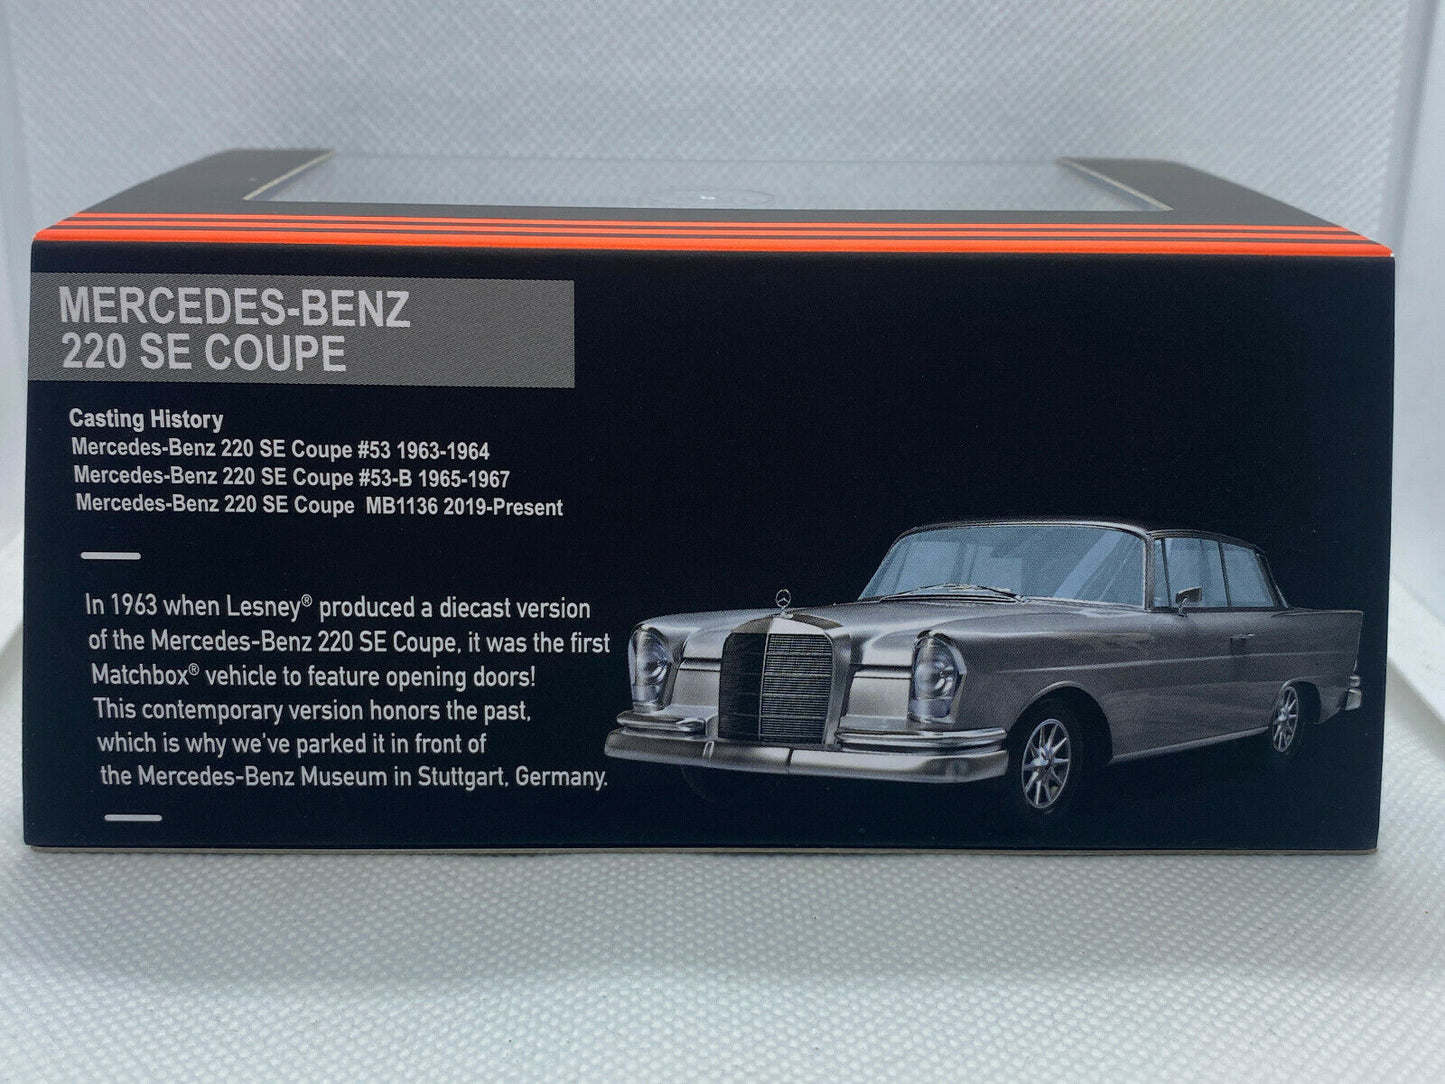 MERCEDES-BENZ
220 SE COUPE
Casting History
Mercedes-Benz 220 SE Coupe #53 1963-1964
Mercedes-Benz 220 SE Coupe #53-B 1965-1967
Mercedes-Benz 220 SE Coupe MB1136 2019-Present
In 1963 when Lesney® produced a diecast version
of the Mercedes-Benz 220 SE Coupe, it was the first
Matchbox® vehicle to feature opening doors!
This contemporary version honors the past,
which is why we've parked it in front of
the Mercedes-Benz Museum in Stuttgart, Germany.